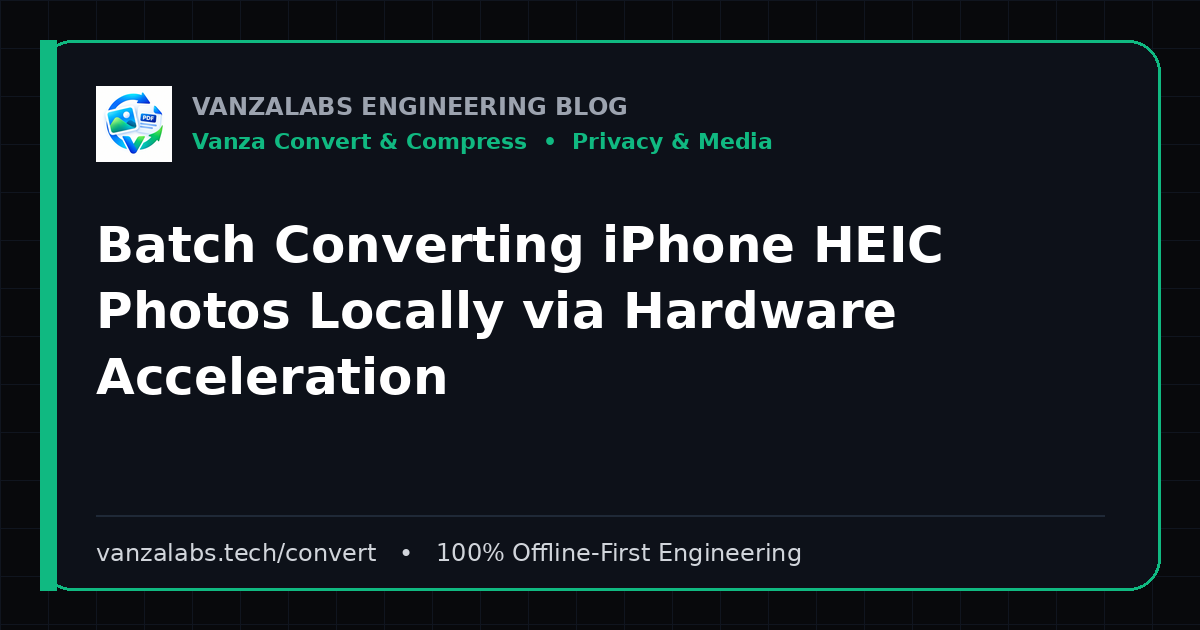 PDF
VANZALABS ENGINEERING BLOG
Vanza Convert & Compress • Privacy & Media
Batch Converting iPhone HEIC
Photos Locally via Hardware
Acceleration
vanzalabs.tech/convert • 100% Offline-First Engineering